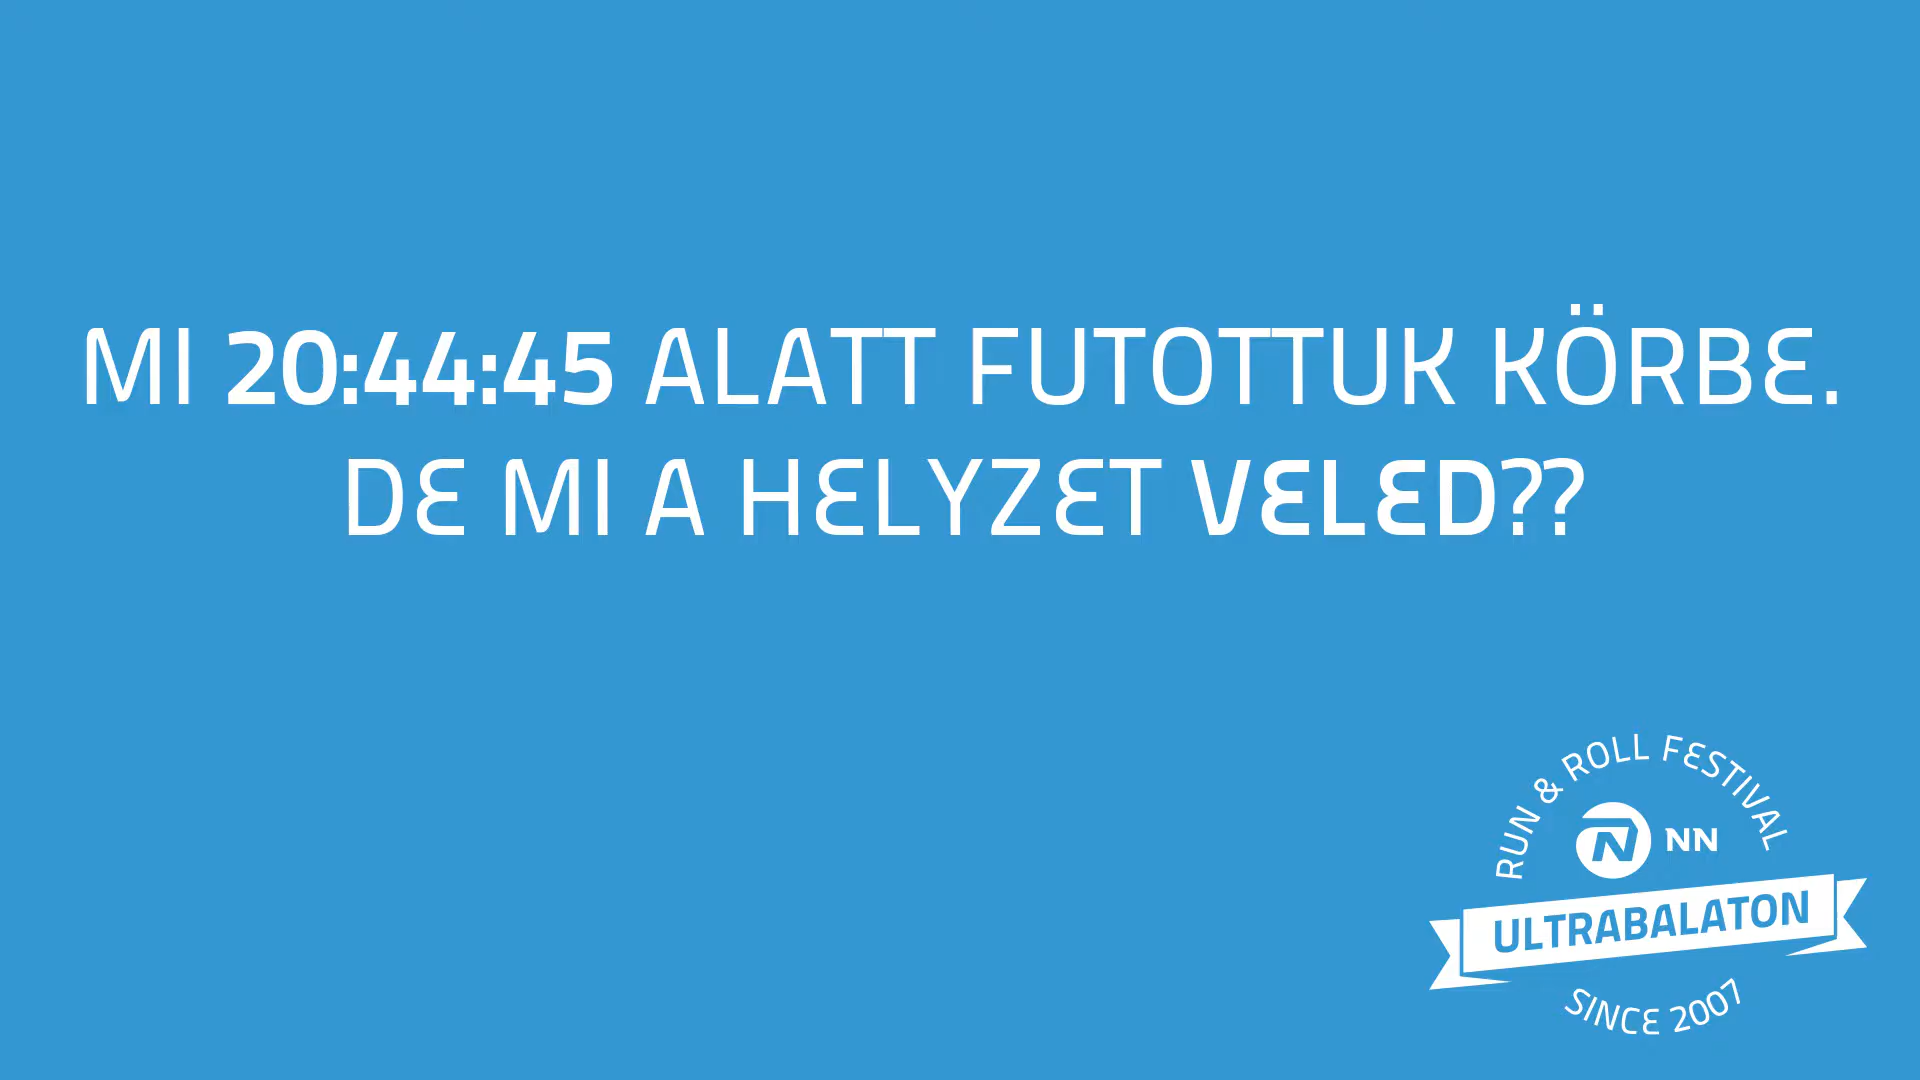 MI 20:44:45 ALATT FUTOTTUK KÖRBE.
DE MI A HELYZET VELED??
RUN & ROLL FESTIVAL
NN
ULTRABALATON
SINCE 2007